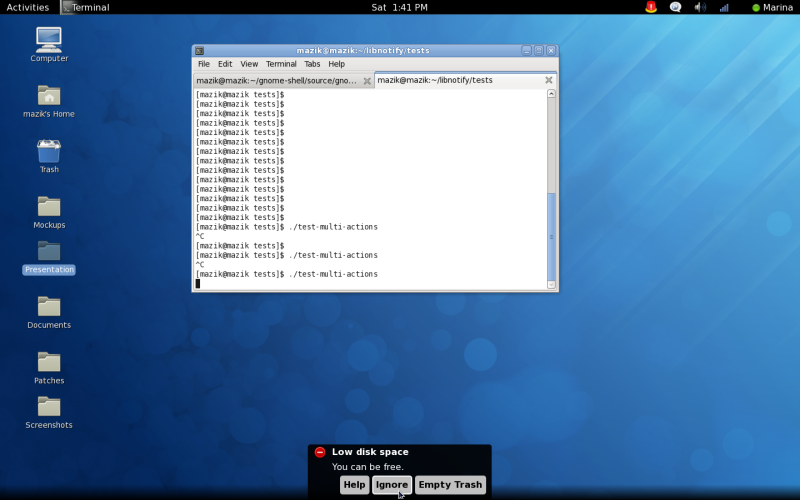 Activities Terminal Sat 1:41 PM Marina
Computer
mazik's Home
Trash
Mockups
Presentation
Documents
Patches
Screenshots
mazik@mazik:~/libnotify/tests
File Edit View Terminal Tabs Help
mazik@mazik:~/gnome-shell/source/gno... mazik@mazik:~/libnotify/tests
[mazik@mazik tests]$
[mazik@mazik tests]$
[mazik@mazik tests]$
[mazik@mazik tests]$
[mazik@mazik tests]$
[mazik@mazik tests]$
[mazik@mazik tests]$
[mazik@mazik tests]$
[mazik@mazik tests]$
[mazik@mazik tests]$
[mazik@mazik tests]$
[mazik@mazik tests]$
[mazik@mazik tests]$
[mazik@mazik tests]$
[mazik@mazik tests]$ ./test-multi-actions
^C
[mazik@mazik tests]$
[mazik@mazik tests]$ ./test-multi-actions
^C
[mazik@mazik tests]$ ./test-multi-actions
Low disk space
You can be free.
Help Ignore Empty Trash